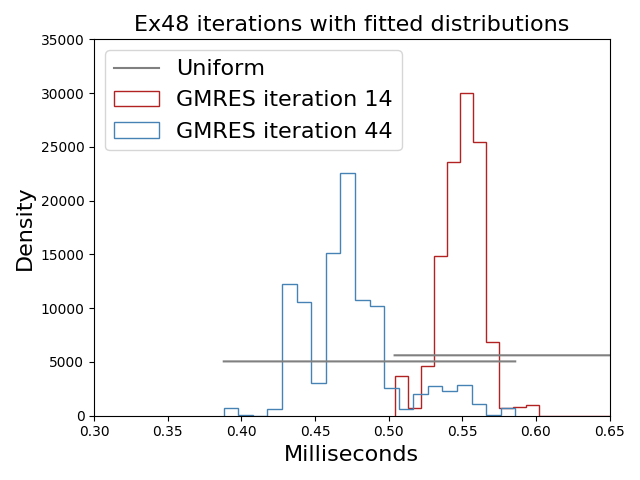 Ex48 iterations with fitted distributions
Uniform
GMRES iteration 14
GMRES iteration 44
Density
35000
30000
25000
20000
15000
10000
5000
0
0.30 0.35 0.40 0.45 0.50 0.55 0.60 0.65
Milliseconds